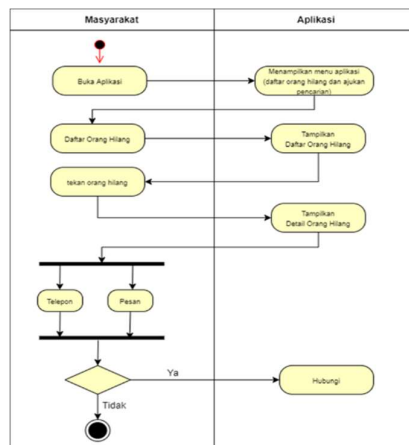 Masyarakat
Aplikasi
Buka Aplikasi
Menampilkan menu aplikasi
(daftar orang hilang dan ajukan
pencarian)
Daftar Orang Hilang
Tampilkan
Daftar Orang Hilang
tekan orang hilang
Tampilkan
Detail Orang Hilang
Telepon
Pesan
Ya
Hubungi
Tidak